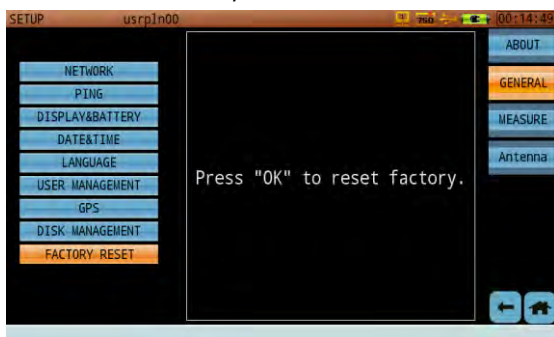 SETUP usrpIn00 750 00:14:49
ABOUT
NETWORK
GENERAL
PING
DISPLAY&BATTERY
MEASURE
DATE&TIME
LANGUAGE
Antenna
USER MANAGEMENT
Press "OK" to reset factory.
GPS
DISK MANAGEMENT
FACTORY RESET